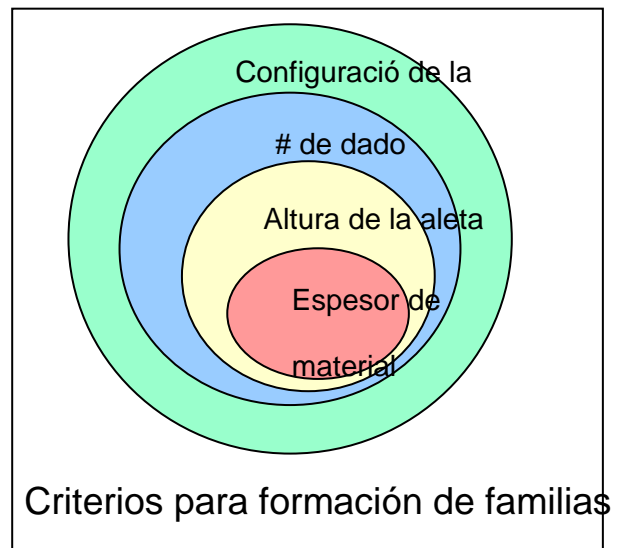 Configuració de la
# de dado
Altura de la aleta
Espesor de
material
Criterios para formación de familias